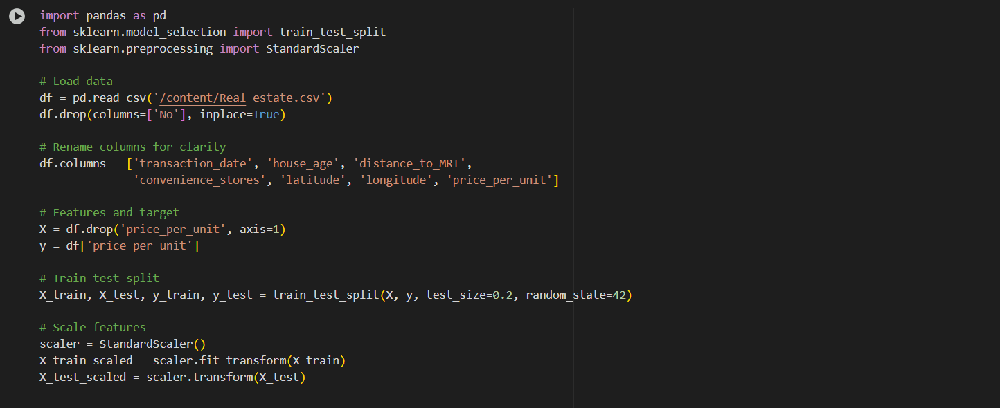 import pandas as pd
from sklearn.model_selection import train_test_split
from sklearn.preprocessing import StandardScaler
# Load data
df = pd.read_csv('/content/Real estate.csv')
df.drop(columns=['No'], inplace=True)
# Rename columns for clarity
df.columns = ['transaction_date', 'house_age', 'distance_to_MRT',
'convenience_stores', 'latitude', 'longitude', 'price_per_unit']
# Features and target
X = df.drop('price_per_unit', axis=1)
y = df['price_per_unit']
# Train-test split
X_train, X_test, y_train, y_test = train_test_split(X, y, test_size=0.2, random_state=42)
# Scale features
scaler = StandardScaler()
X_train_scaled = scaler.fit_transform(X_train)
X_test_scaled = scaler.transform(X_test)